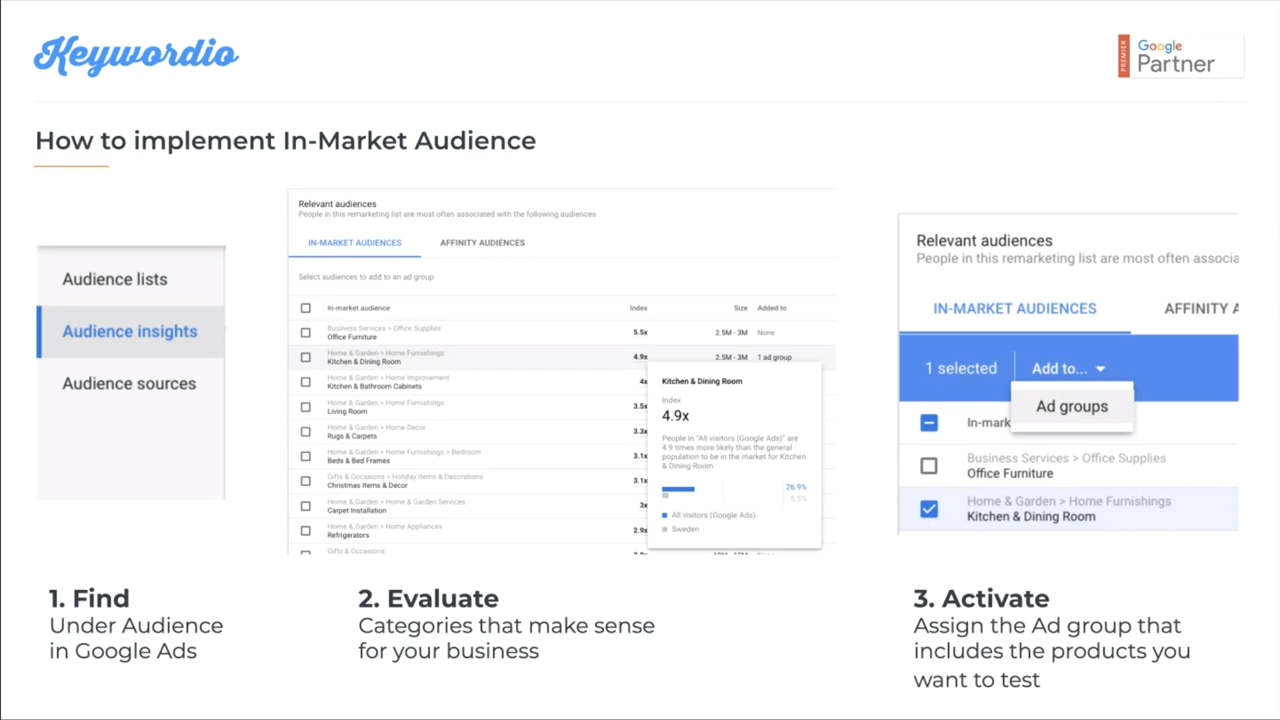 Keywordio
PREMIER
Google
Partner
How to implement In-Market Audience
Audience lists
Audience insights
Audience sources
Relevant audiences
People in this remarketing list are most often associated with the following audiences
IN-MARKET AUDIENCES AFFINITY AUDIENCES
Select audiences to add to an ad group
In-market audience Index Size Added to
Business Services > Office Supplies
Office Furniture 5.5x 2.5M - 3M None
Home & Garden > Home Furnishings
Kitchen & Dining Room 4.9x 2.5M - 3M 1 ad group
Home & Garden > Home Improvement
Kitchen & Bathroom Cabinets 4x
Home & Garden > Home Furnishings
Living Room 3.5x
Home & Garden > Home Decor
Rugs & Carpets 3.3x
Home & Garden > Home Furnishings > Bedroom
Beds & Bed Frames 3.1x
Gifts & Occasions > Holiday Items & Decorations
Christmas Items & Decor 3.1x
Home & Garden > Home & Garden Services
Carpet Installation 3x
Home & Garden > Home Appliances
Refrigerators 2.9x
Gifts & Occasions
Kitchen & Dining Room
Index
4.9x
People in "All visitors (Google Ads)" are
4.9 times more likely than the general
population to be in the market for Kitchen
& Dining Room
26.9%
5.5%
All visitors (Google Ads)
Sweden
Relevant audiences
People in this remarketing list are most often associa
IN-MARKET AUDIENCES AFFINITY A
1 selected Add to...
Ad groups
In-mark
Business Services > Office Supplies
Office Furniture
Home & Garden > Home Furnishings
Kitchen & Dining Room
1. Find
Under Audience
in Google Ads
2. Evaluate
Categories that make sense
for your business
3. Activate
Assign the Ad group that
includes the products you
want to test